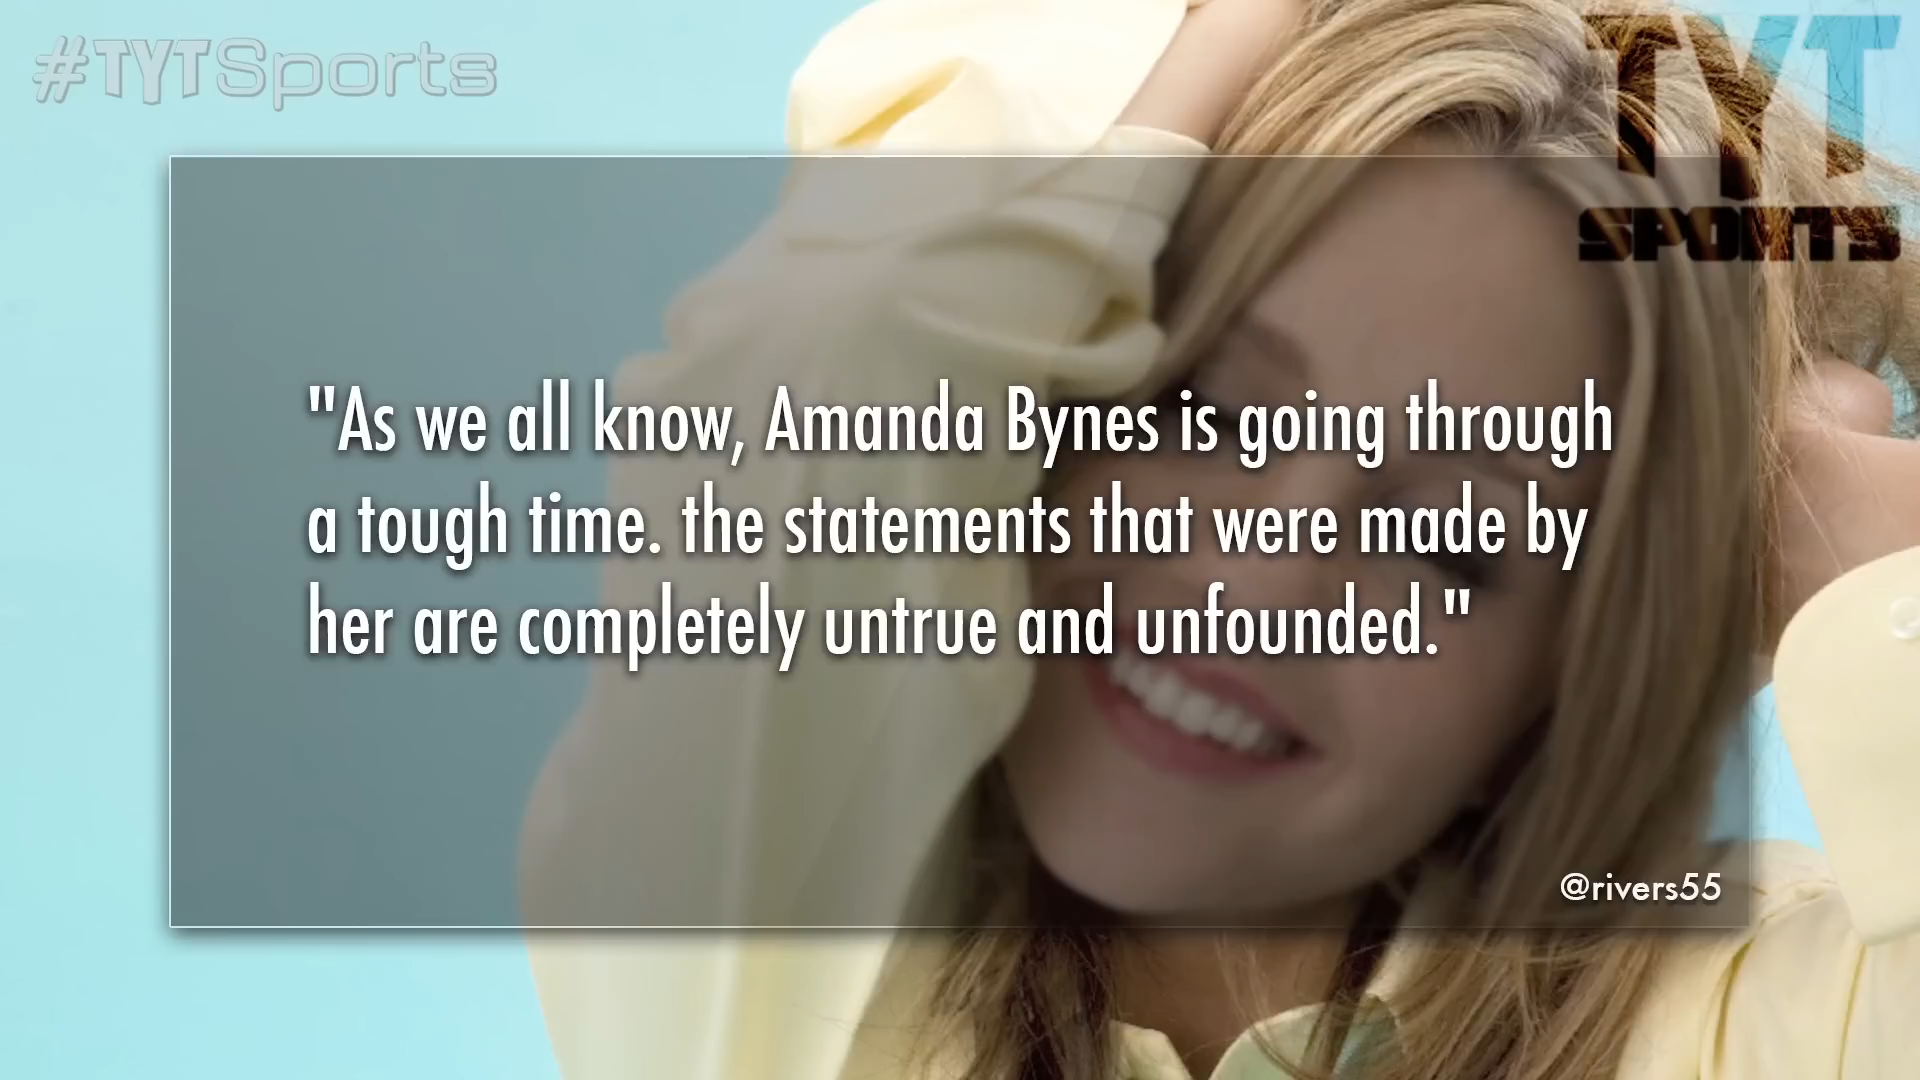 #TYTSports
TYT
SPORTS
"As we all know, Amanda Bynes is going through
a tough time. the statements that were made by
her are completely untrue and unfounded."
@rivers55